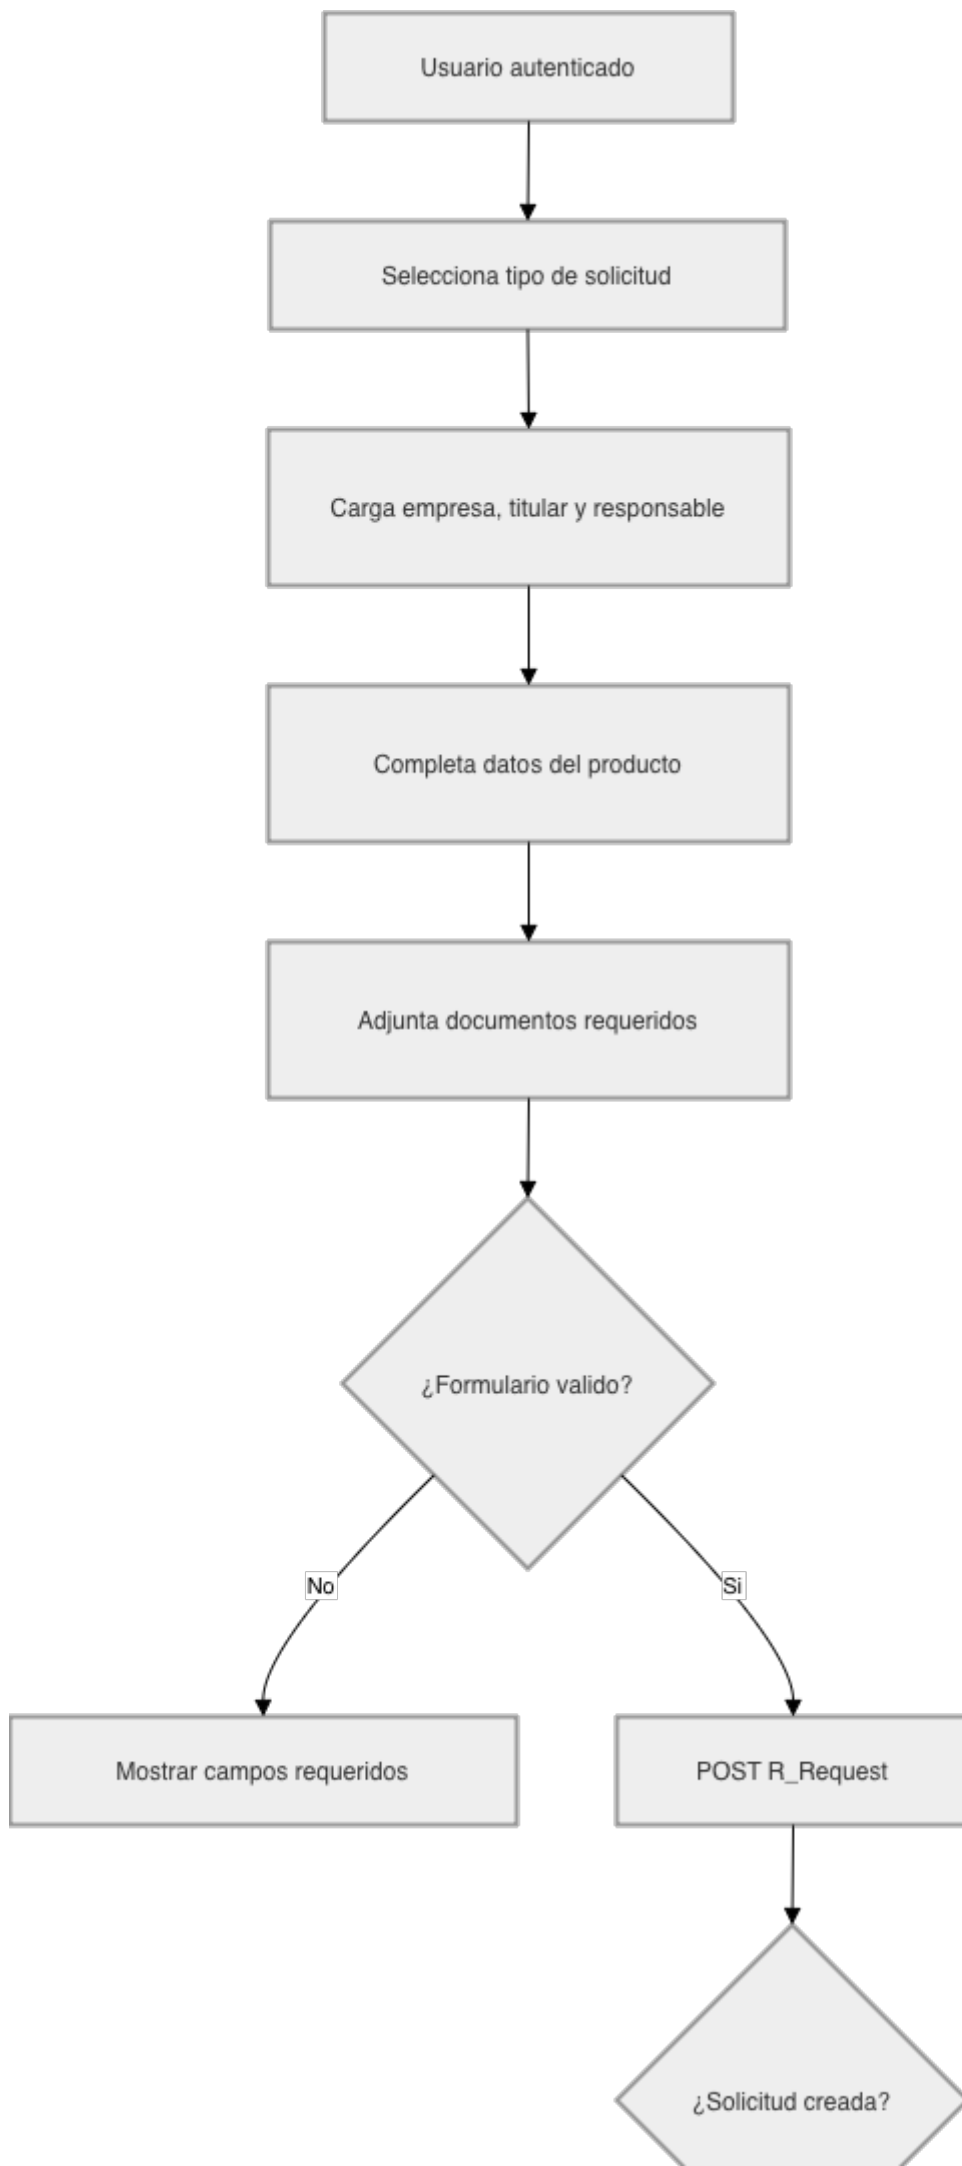 Usuario autenticado
Selecciona tipo de solicitud
Carga empresa, titular y responsable
Completa datos del producto
Adjunta documentos requeridos
¿Formulario valido?
No
Si
Mostrar campos requeridos
POST R_Request
¿Solicitud creada?